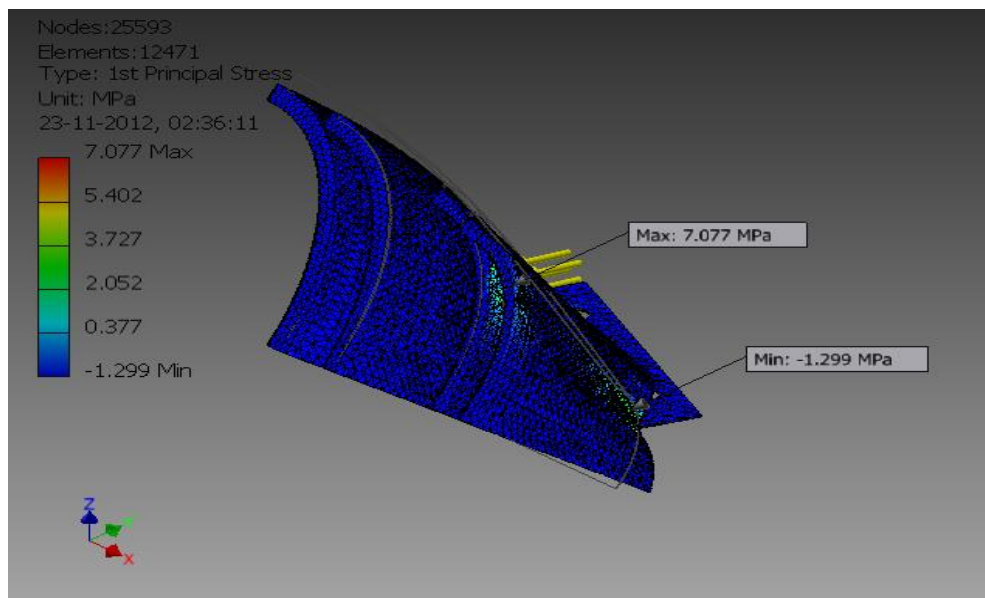 Nodes:25593
Elements:12471
Type: 1st Principal Stress
Unit: MPa
23-11-2012, 02:36:11
7.077 Max
5.402
3.727
2.052
0.377
-1.299 Min
Max: 7.077 MPa
Min: -1.299 MPa
Z
Y
X